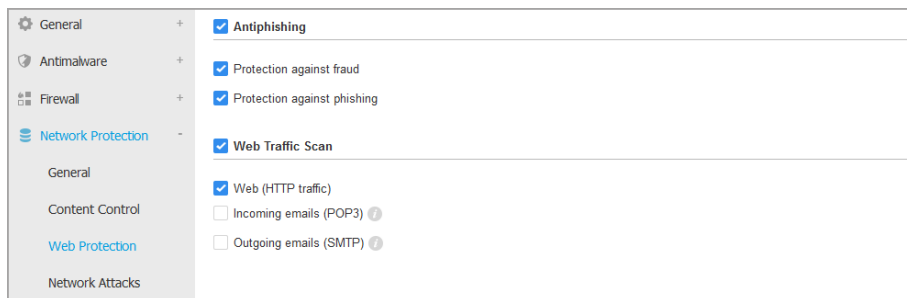 General +
Antimalware +
Firewall +
Network Protection -
General
Content Control
Web Protection
Network Attacks
Antiphishing
Protection against fraud
Protection against phishing
Web Traffic Scan
Web (HTTP traffic)
Incoming emails (POP3) i
Outgoing emails (SMTP) i